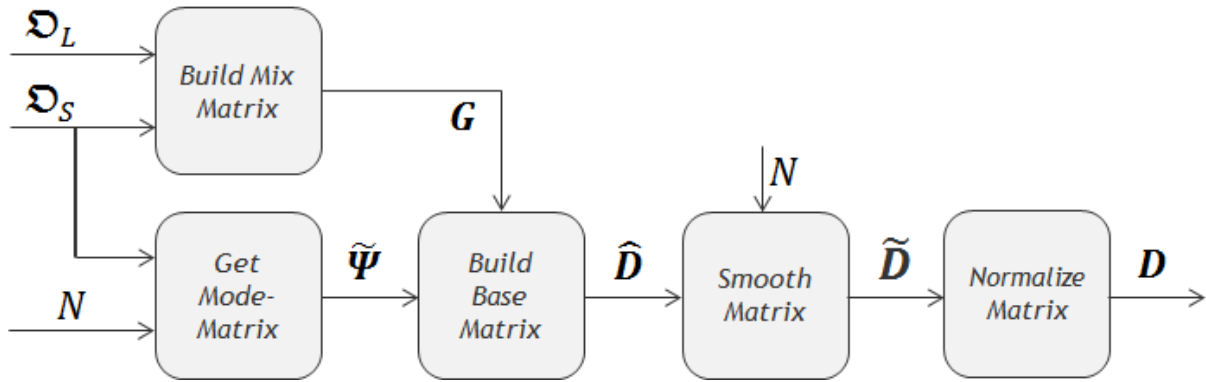 𝕯_L
Build Mix
Matrix
𝕯_S
G
N
Get
Mode-
Matrix
N
Ψ̃
Build
Base
Matrix
D̂
Smooth
Matrix
D̃
Normalize
Matrix
D